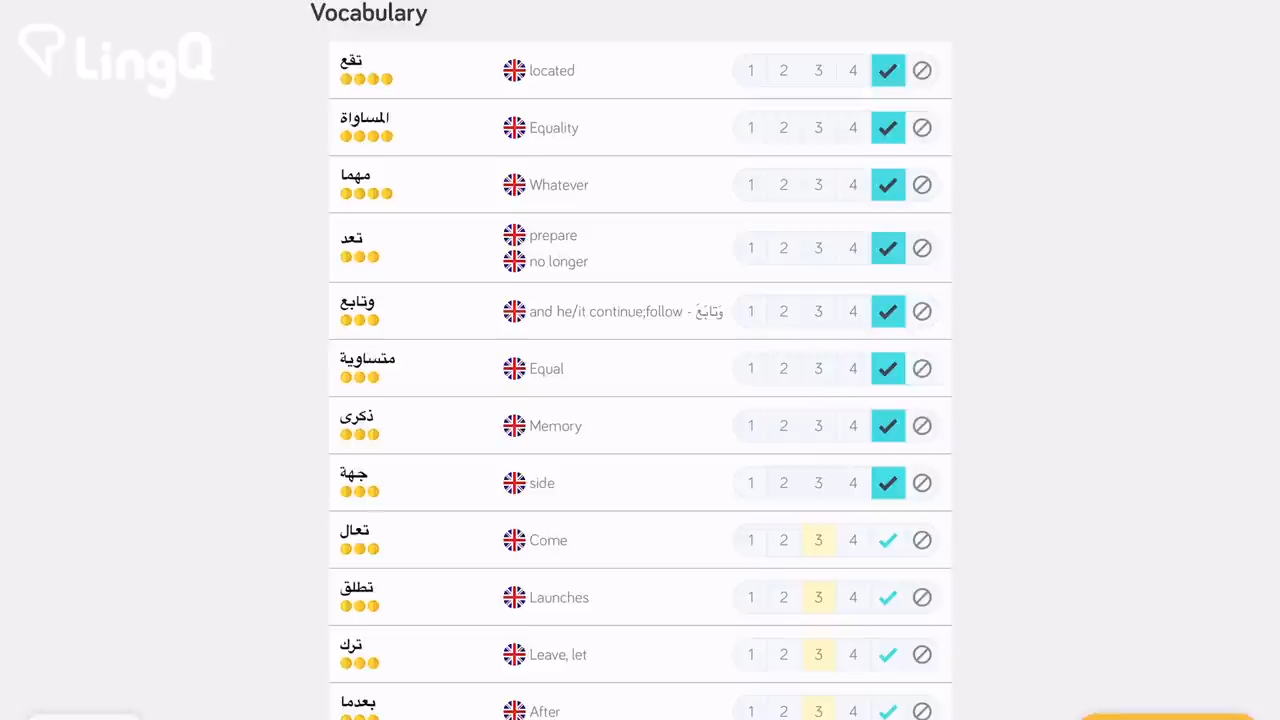 Vocabulary
LingQ
تقع
located
1 2 3 4
المساواة
Equality
1 2 3 4
مهما
Whatever
1 2 3 4
تعد
prepare
no longer
1 2 3 4
وتابع
and he/it continue;follow - وَتابَعَ
1 2 3 4
متساوية
Equal
1 2 3 4
ذكرى
Memory
1 2 3 4
جهة
side
1 2 3 4
تعال
Come
1 2 3 4
تطلق
Launches
1 2 3 4
ترك
Leave, let
1 2 3 4
بعدما
After
1 2 3 4